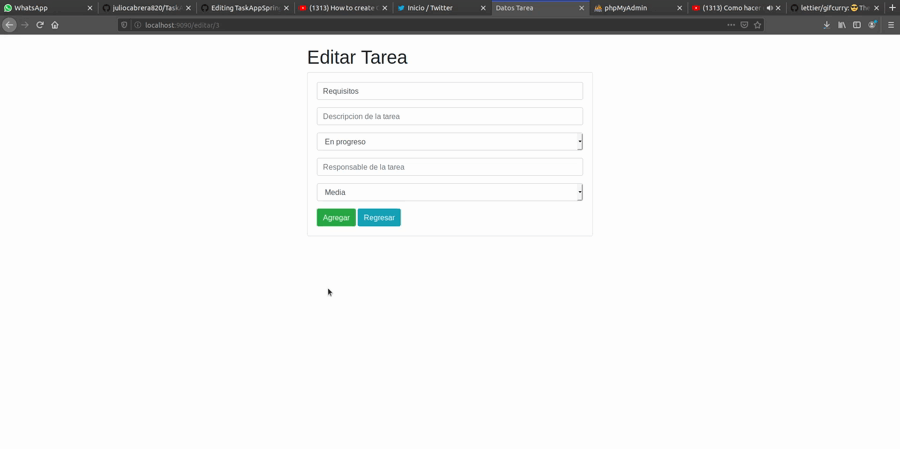 WhatsApp
juliocabrera820/Task
Editing TaskAppSpring
(1313) How to create
Inicio / Twitter
Datos Tarea
phpMyAdmin
(1313) Como hacer
lettier/gifcurry: 😎 The
localhost:9090/editar/3
Editar Tarea
Requisitos
Descripcion de la tarea
En progreso
Responsable de la tarea
Media
Agregar Regresar